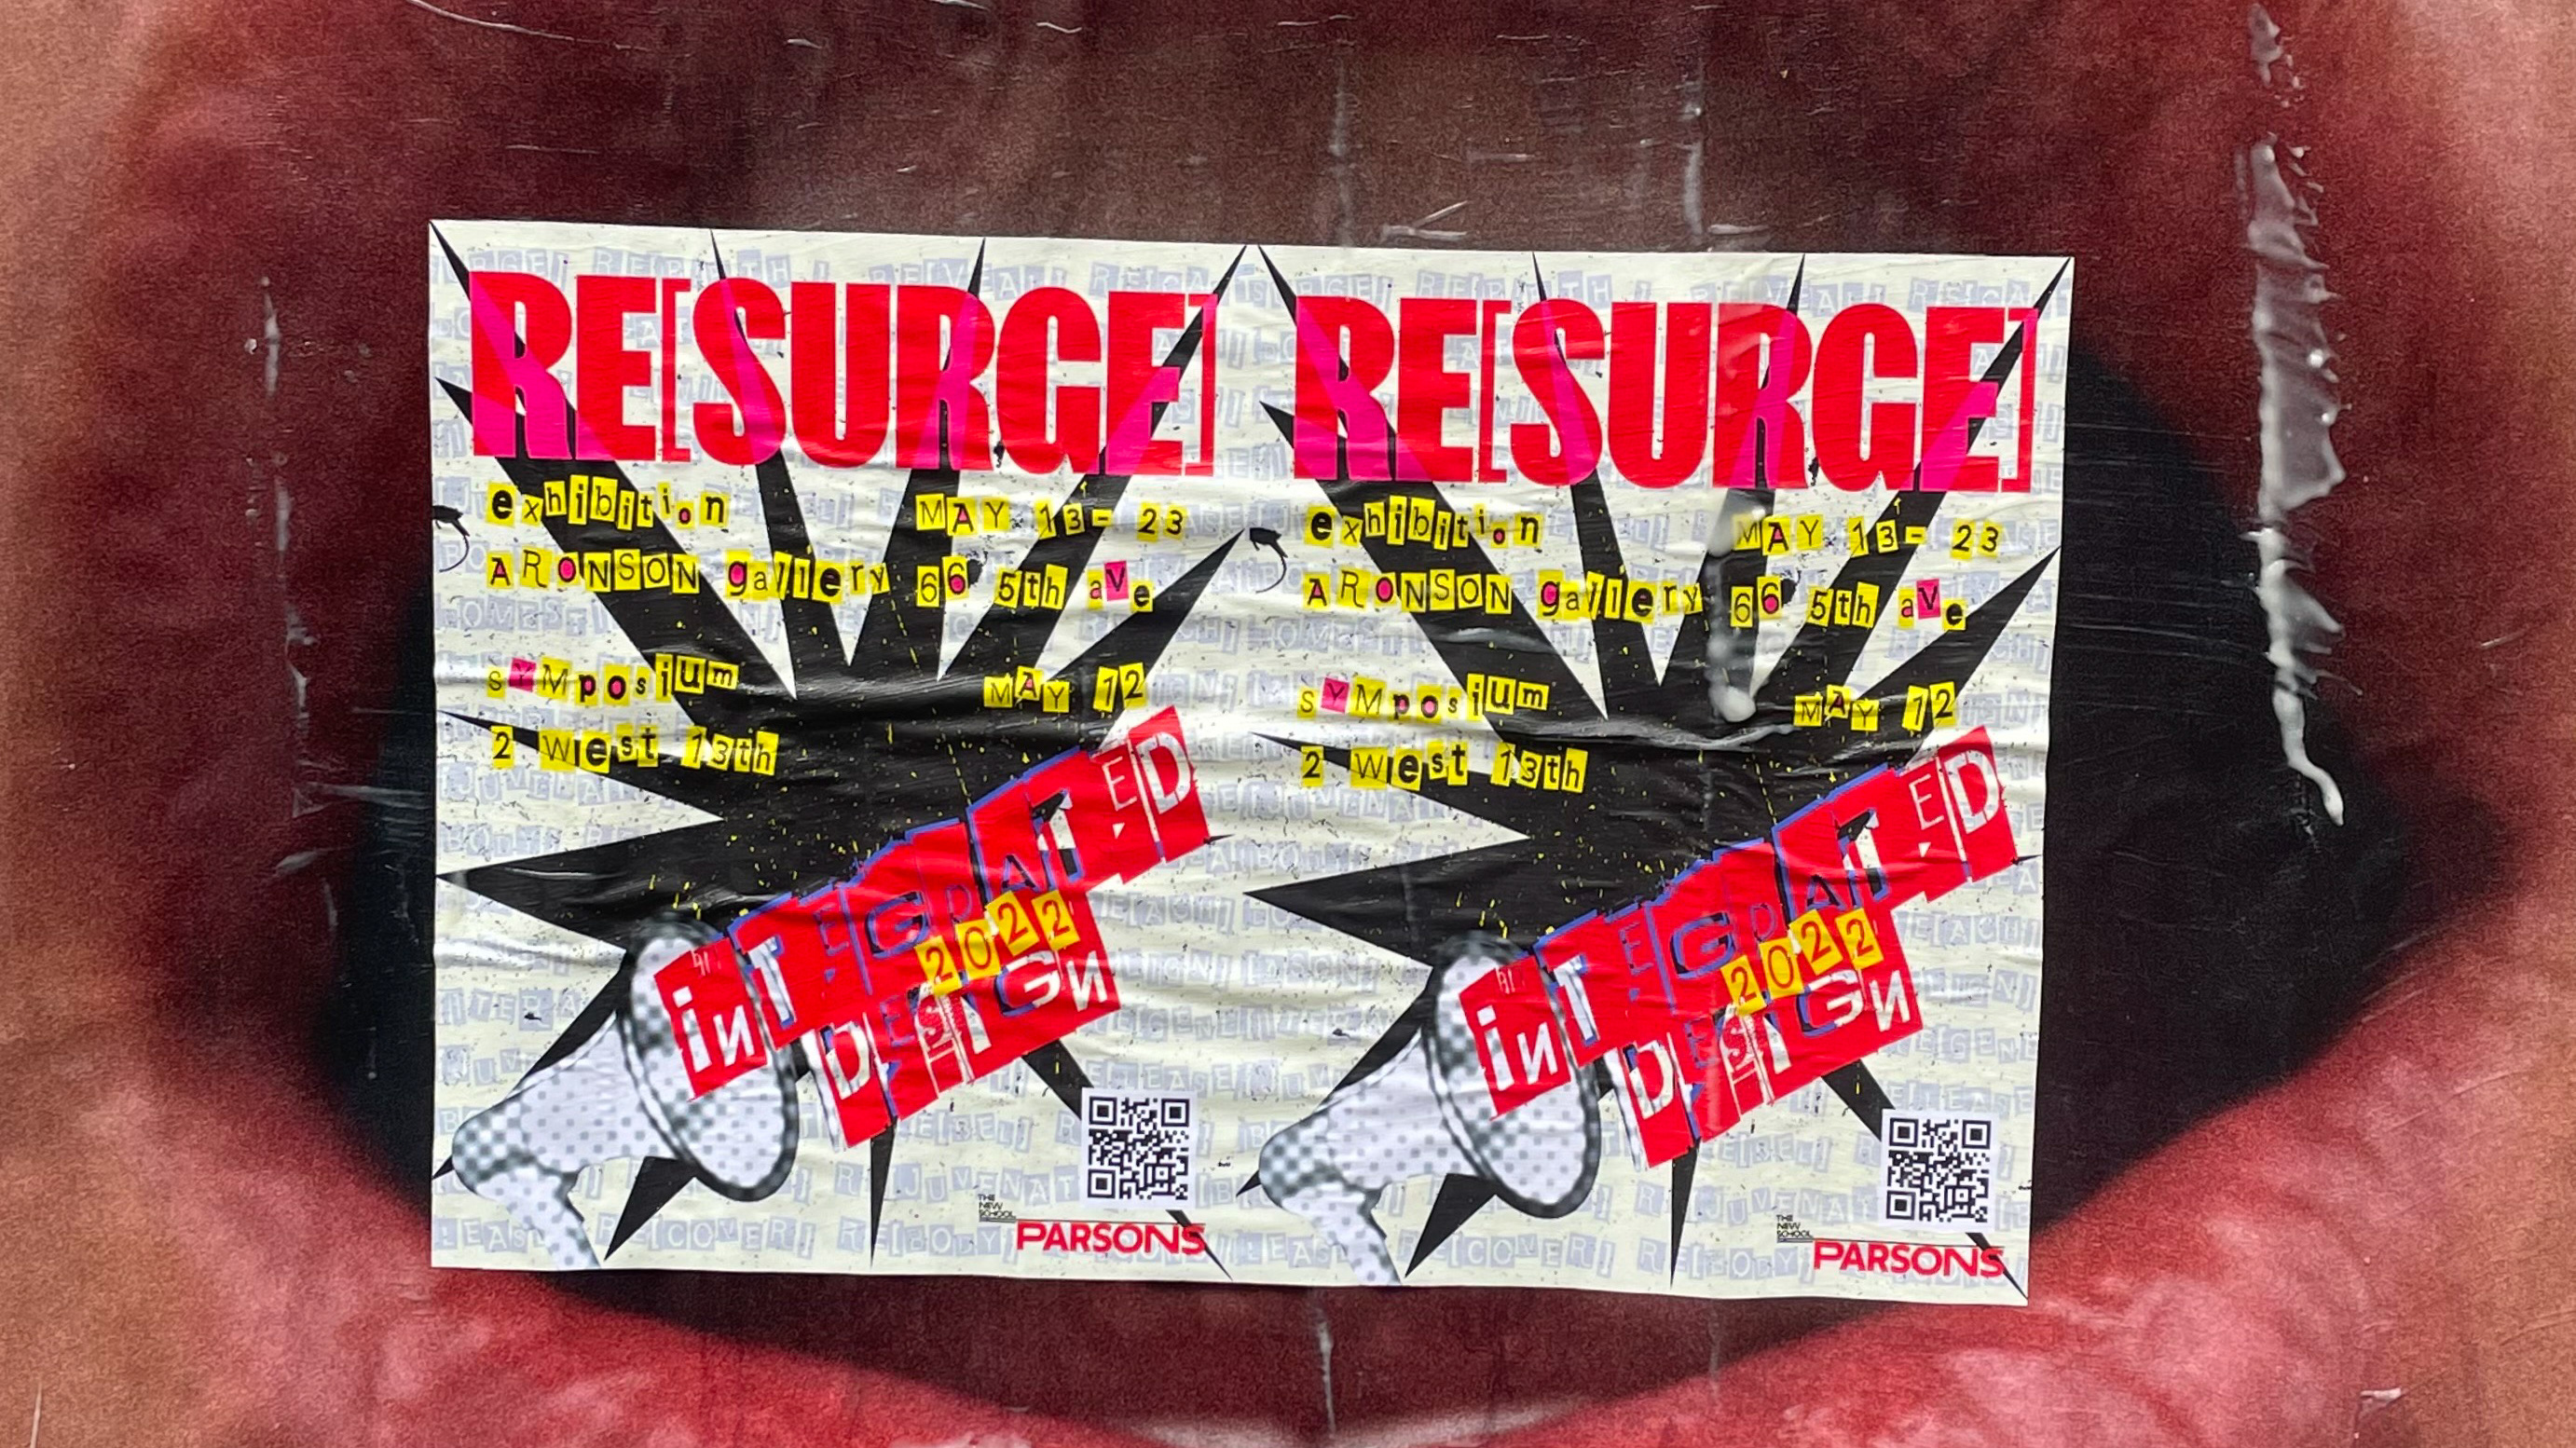 RE[SURGE]
exhibition MAY 13- 23
ARONSON gallery 66 5th aVe
sYMposium MAY 12
2 West 13th
iNTEGRATED
2022
DESIGN
THE
NEW
SCHOOL
PARSONS
RE[SURGE]
exhibition MAY 13- 23
ARONSON gallery 66 5th aVe
sYMposium MAY 12
2 West 13th
iNTEGRATED
2022
DESIGN
THE
NEW
SCHOOL
PARSONS